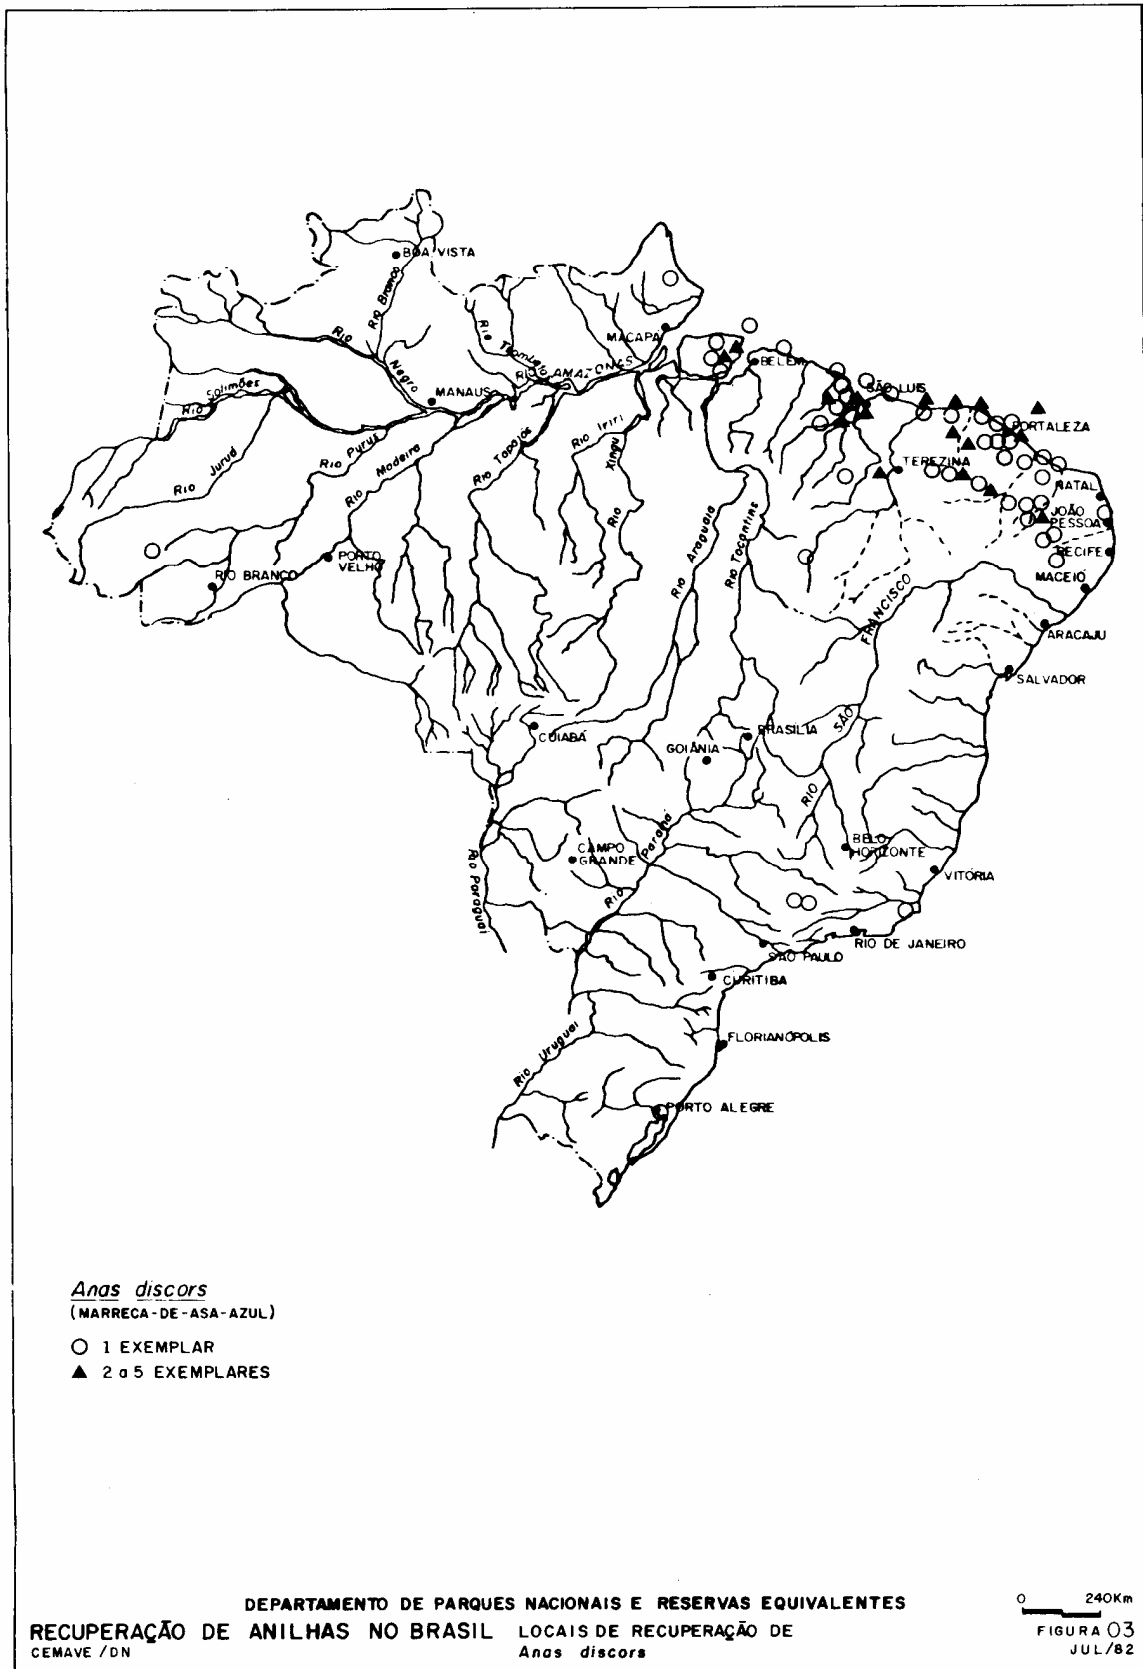 BOA VISTA
Rio Branco
MACAPÁ
Rio Trombeta
RIO AMAZONAS
BELÉM
Rio
Negro
MANAUS
Solimões
Rio
SÃO LUIS
FORTALEZA
Rio Purus
Rio Madeira
Rio Tapajós
Rio Iriri
Rio Xingu
Rio Juruá
TEREZINA
NATAL
JOÃO
PESSOA
RECIFE
MACEIÓ
Rio Araguaia
Rio Tocantins
PORTO
VELHO
RIO BRANCO
FRANCISCO
ARACAJU
SALVADOR
CUIABÁ
GOIÂNIA
BRASÍLIA
SÃO
RIO
BELO
HORIZONTE
CAMPO
GRANDE
Rio Paraná
Rio Paraguai
VITÓRIA
RIO DE JANEIRO
SÃO PAULO
CURITIBA
FLORIANÓPOLIS
Rio Uruguai
PORTO ALEGRE
Anas discors
(MARRECA-DE-ASA-AZUL)
1 EXEMPLAR
2 a 5 EXEMPLARES
DEPARTAMENTO DE PARQUES NACIONAIS E RESERVAS EQUIVALENTES
0 240Km
RECUPERAÇÃO DE ANILHAS NO BRASIL LOCAIS DE RECUPERAÇÃO DE
FIGURA 03
CEMAVE /DN
Anas discors
JUL/82